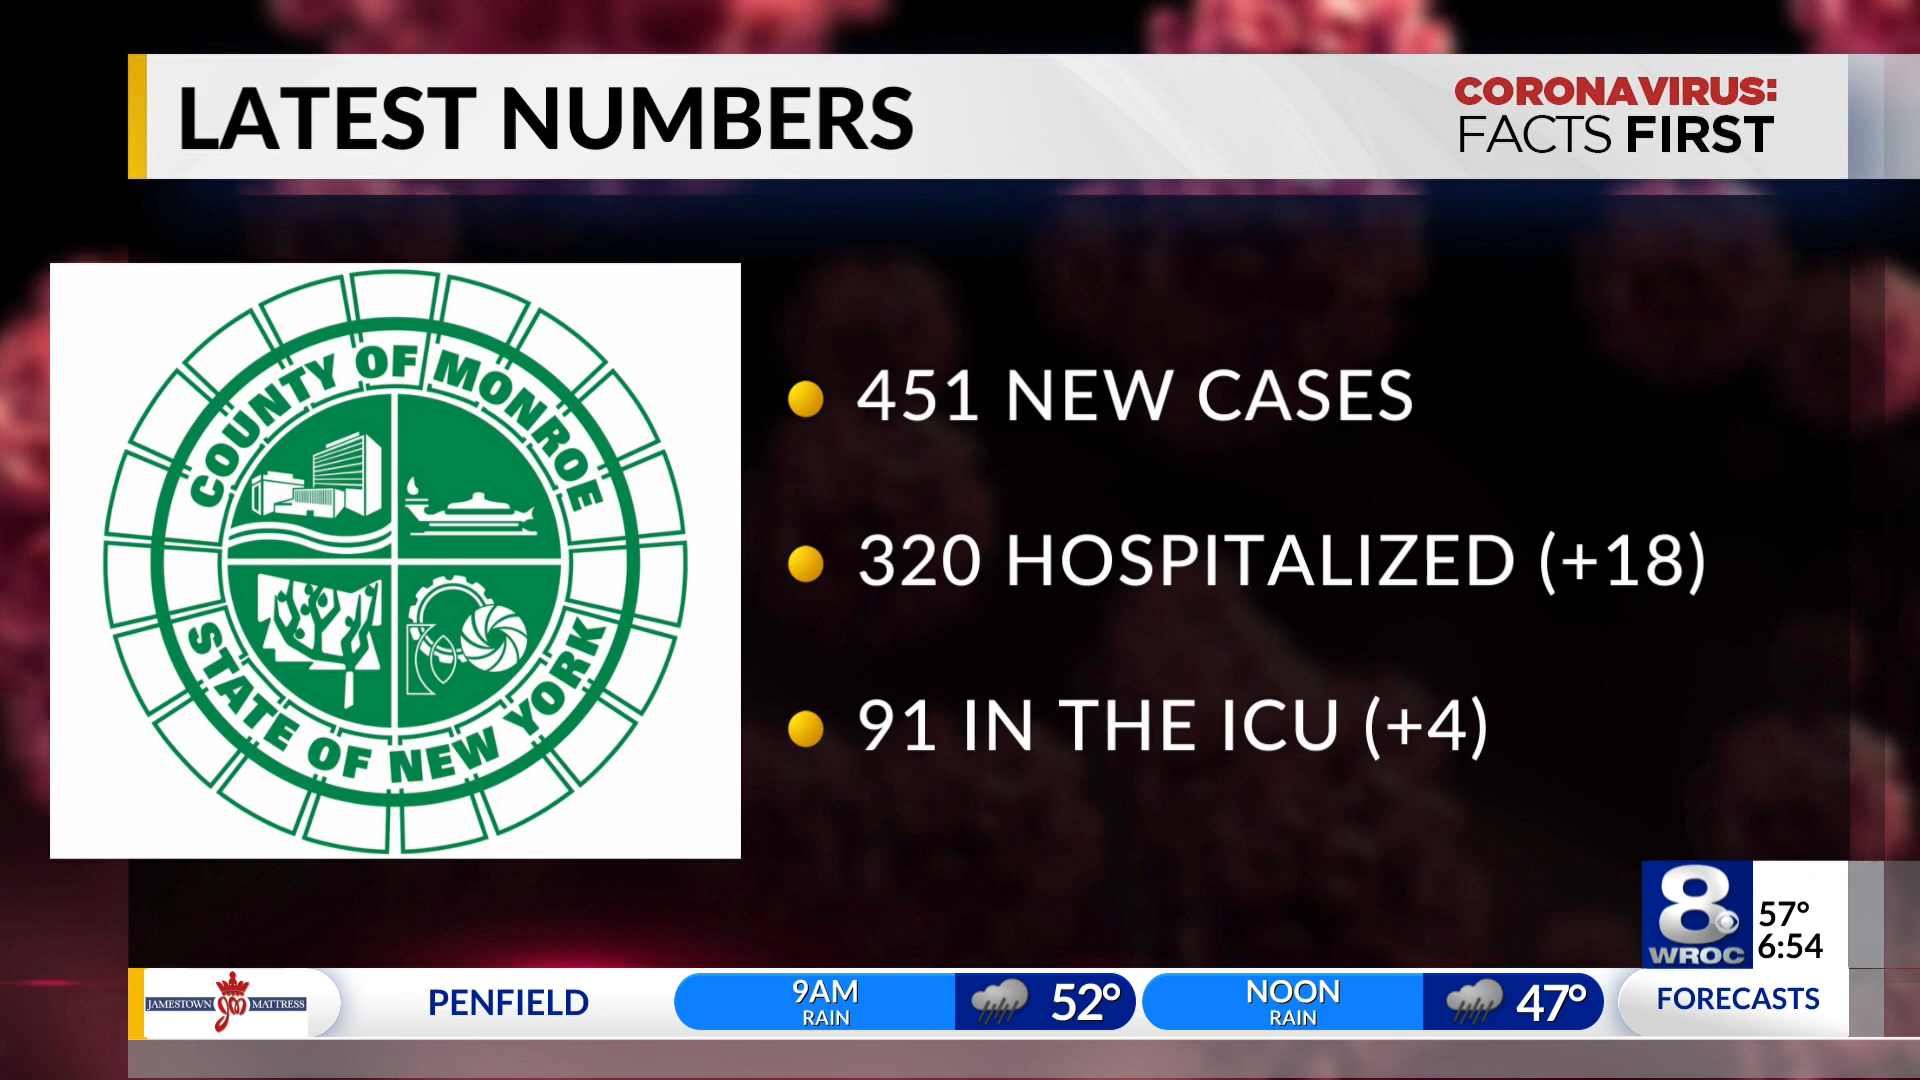 LATEST NUMBERS
CORONAVIRUS:
FACTS FIRST
COUNTY OF MONROE
STATE OF NEW YORK
451 NEW CASES
320 HOSPITALIZED (+18)
91 IN THE ICU (+4)
8
WROC
57°
6:54
JAMESTOWN JM MATTRESS
PENFIELD
9AM
RAIN
52°
NOON
RAIN
47°
FORECASTS